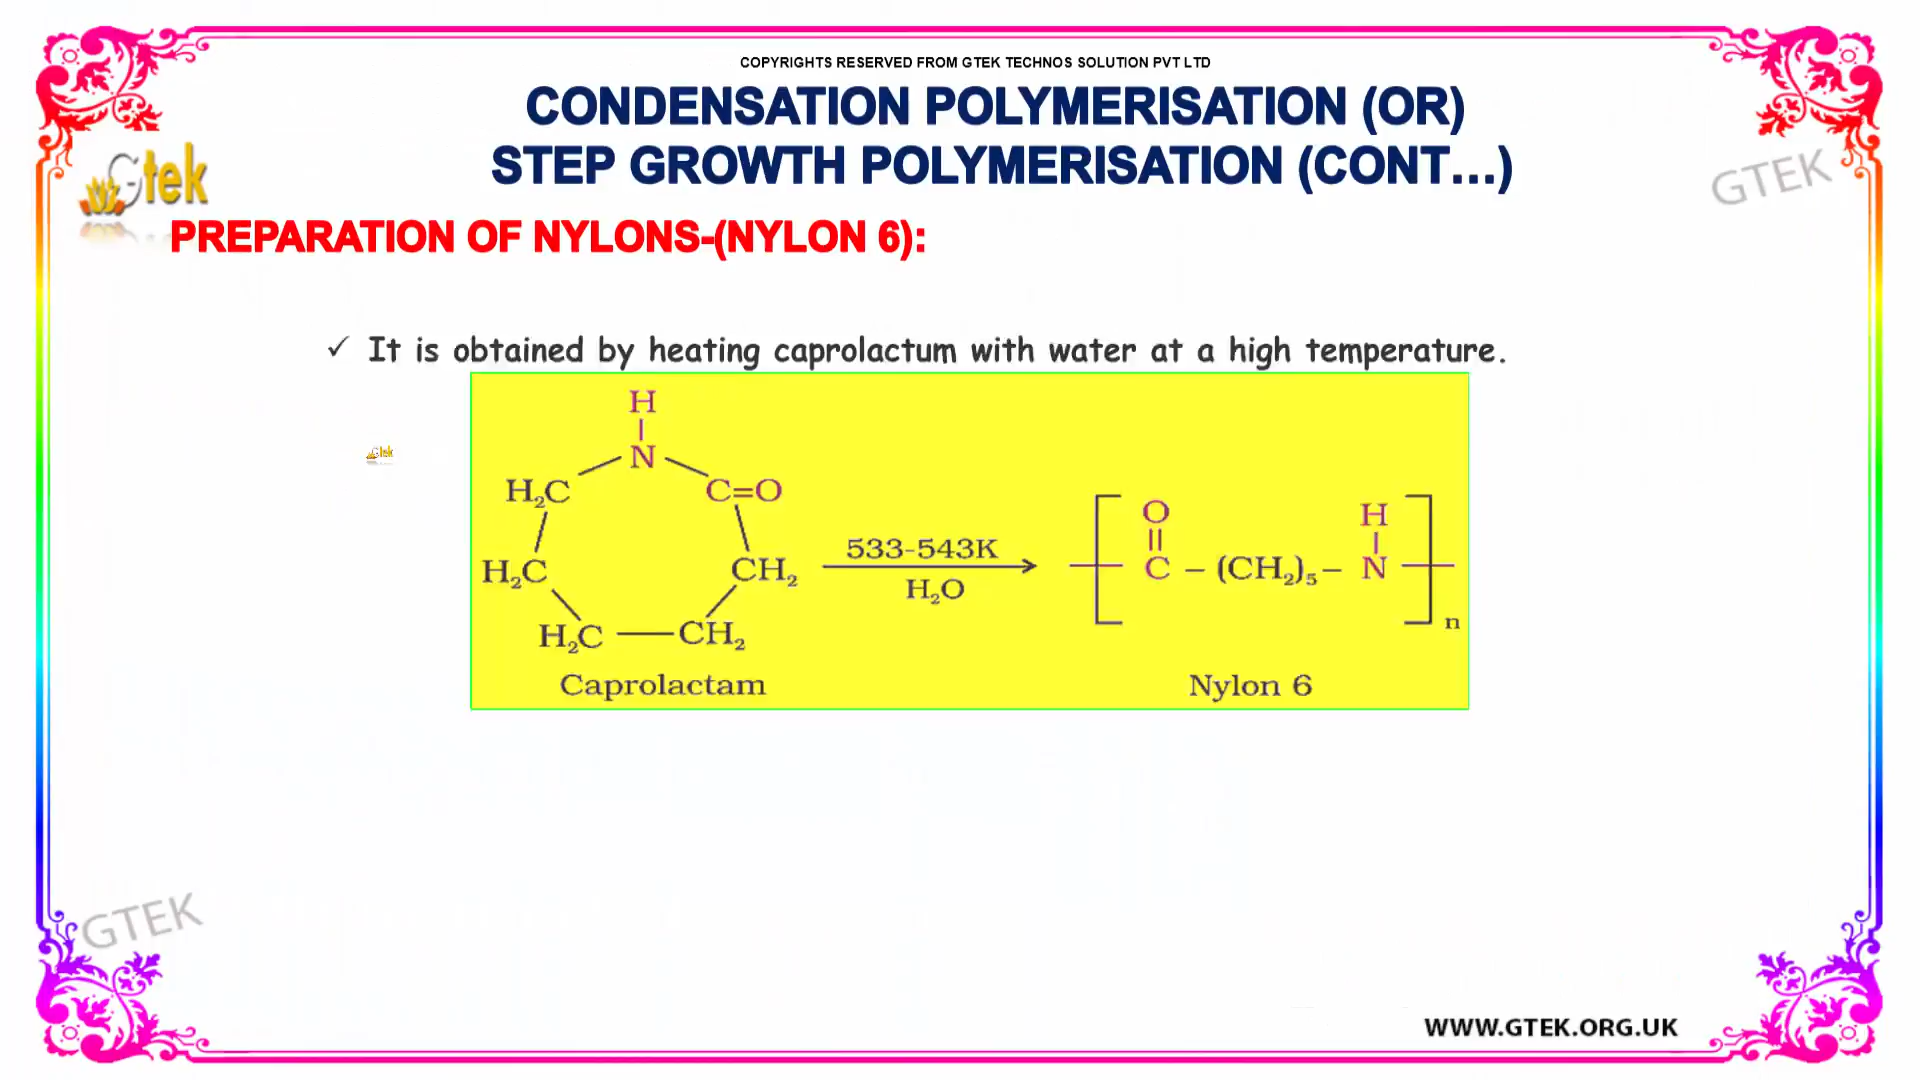 COPYRIGHTS RESERVED FROM GTEK TECHNOS SOLUTION PVT LTD
CONDENSATION POLYMERISATION (OR)
STEP GROWTH POLYMERISATION (CONT...)
Gtek
GTEK
PREPARATION OF NYLONS-(NYLON 6):
✓ It is obtained by heating caprolactum with water at a high temperature.
H
N
Gtek
H₂C C=O
O H
533-543K
H₂C CH₂ C – (CH₂)₅ – N
H₂O
n
H₂C CH₂
Caprolactam Nylon 6
GTEK
WWW.GTEK.ORG.UK